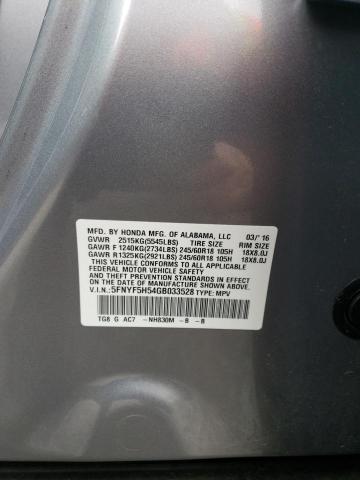 MFD. BY HONDA MFG. OF ALABAMA, LLC 03/'16
GVWR 2515KG(5545LBS) TIRE SIZE RIM SIZE
GAWR F 1240KG(2734LBS) 245/60R18 105H 18X8.0J
GAWR R1325KG(2921LBS) 245/60R18 105H 18X8.0J
THIS VEHICLE CONFORMS TO ALL APPLICABLE
FEDERAL MOTOR VEHICLE SAFETY, BUMPER,
AND THEFT PREVENTION STANDARDS IN EFFECT
ON THE DATE OF MANUFACTURE SHOWN ABOVE.
V.I.N.:5FNYF5H54GB033528 TYPE: MPV
TG8 G AC7 -NH830M -B -B